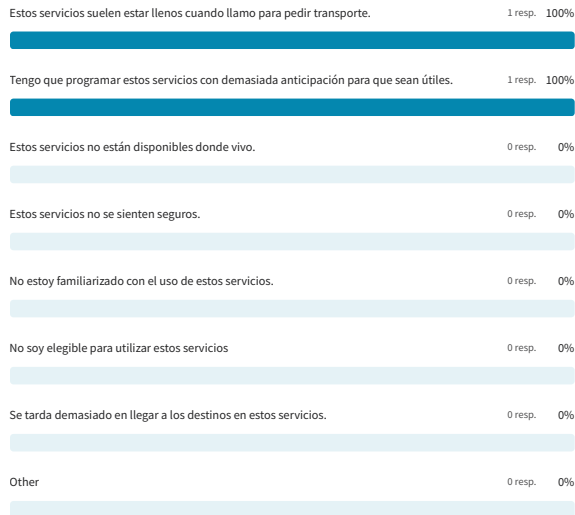 Estos servicios suelen estar llenos cuando llamo para pedir transporte. 1 resp. 100%
Tengo que programar estos servicios con demasiada anticipación para que sean útiles. 1 resp. 100%
Estos servicios no están disponibles donde vivo. 0 resp. 0%
Estos servicios no se sienten seguros. 0 resp. 0%
No estoy familiarizado con el uso de estos servicios. 0 resp. 0%
No soy elegible para utilizar estos servicios 0 resp. 0%
Se tarda demasiado en llegar a los destinos en estos servicios. 0 resp. 0%
Other 0 resp. 0%